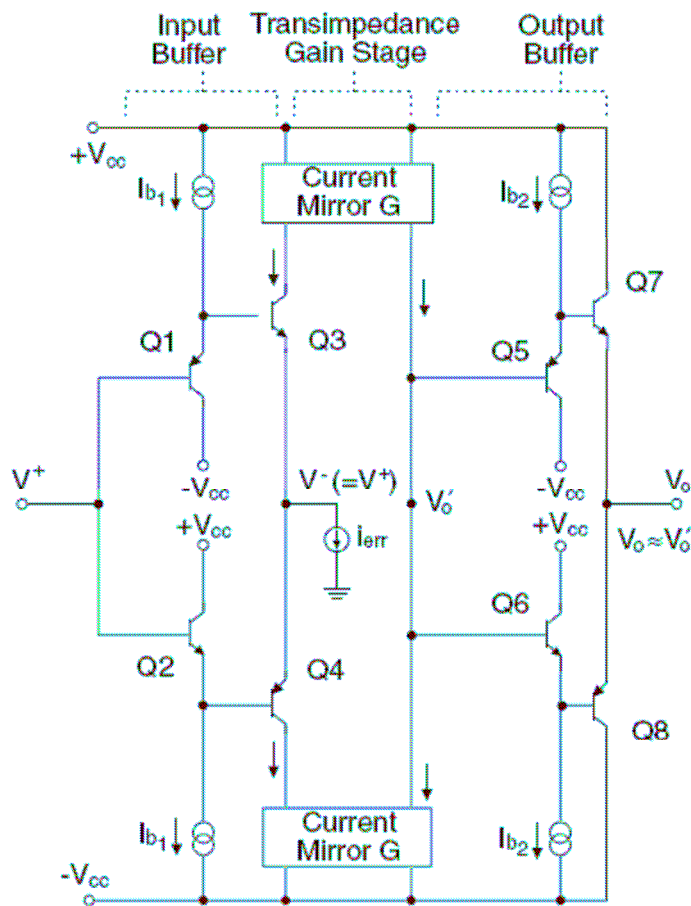 Input Buffer
Transimpedance Gain Stage
Output Buffer
+Vcc
Ib1
Current Mirror G
Ib2
Q7
Q1
Q3
Q5
V+
-Vcc
V- (=V+)
Vo′
-Vcc
Vo
+Vcc
ierr
+Vcc
Vo≈Vo′
Q6
Q2
Q4
Q8
Ib1
Current Mirror G
Ib2
-Vcc